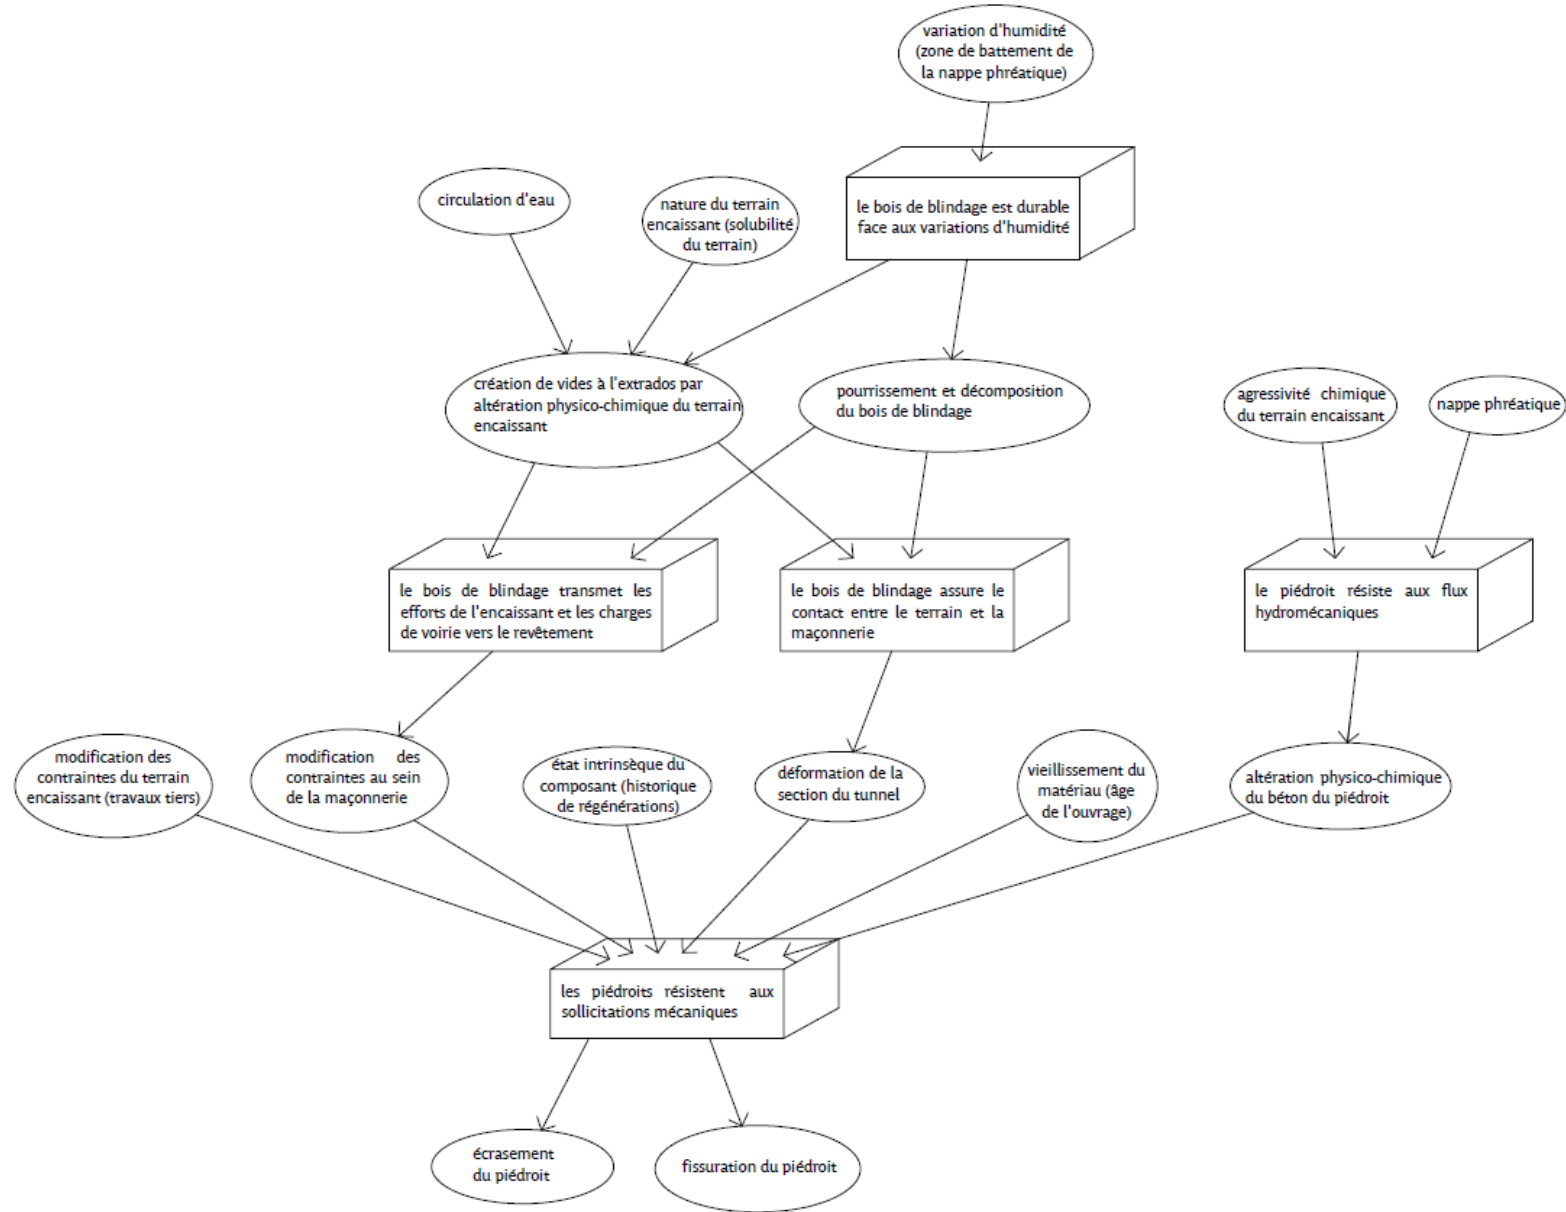 variation d'humidité
(zone de battement de
la nappe phréatique)
circulation d'eau
nature du terrain
encaissant (solubilité
du terrain)
le bois de blindage est durable
face aux variations d'humidité
création de vides à l'extrados par
altération physico-chimique du terrain
encaissant
pourrissement et décomposition
du bois de blindage
agressivité chimique
du terrain encaissant
nappe phréatique
le bois de blindage transmet les
efforts de l'encaissant et les charges
de voirie vers le revêtement
le bois de blindage assure le
contact entre le terrain et la
maçonnerie
le piédroit résiste aux flux
hydromécaniques
modification des
contraintes du terrain
encaissant (travaux tiers)
modification des
contraintes au sein
de la maçonnerie
état intrinsèque du
composant (historique
de régénérations)
déformation de la
section du tunnel
vieillissement du
matériau (âge
de l'ouvrage)
altération physico-chimique
du béton du piédroit
les piédroits résistent aux
sollicitations mécaniques
écrasement
du piédroit
fissuration du piédroit